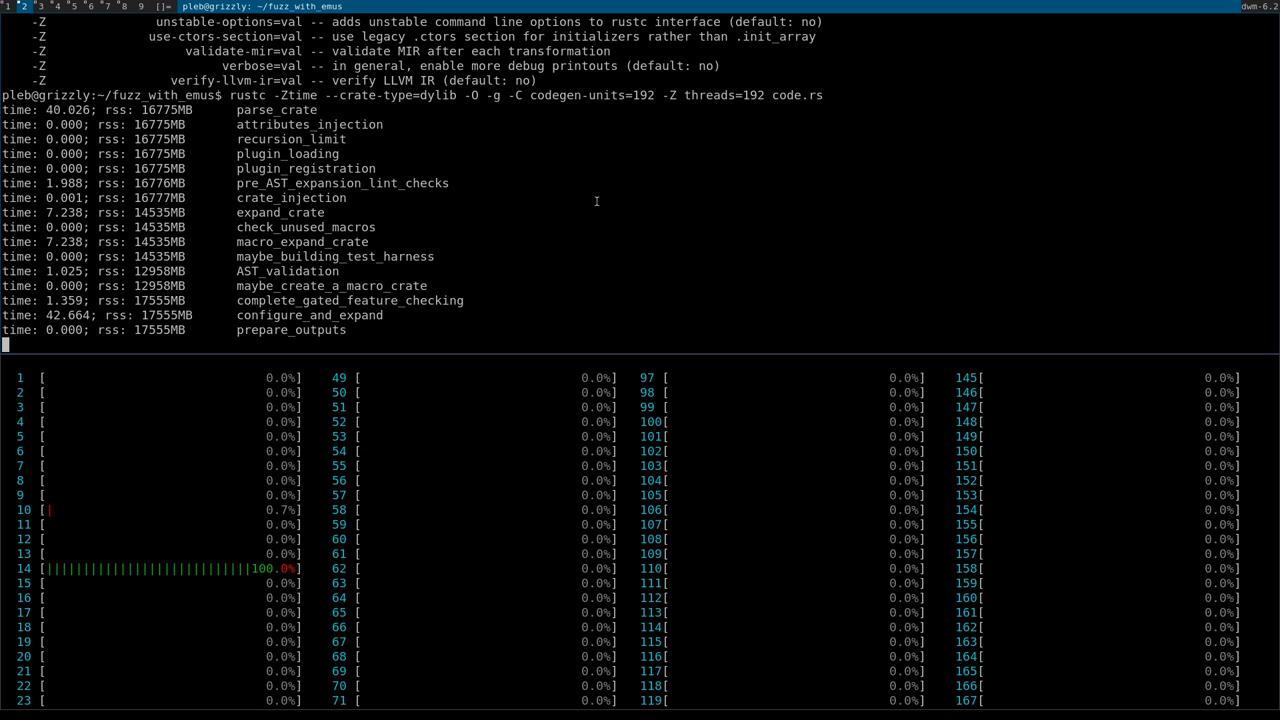 1 2 3 4 5 6 7 8 9 []= pleb@grizzly: ~/fuzz_with_emus dwm-6.2
-Z unstable-options=val -- adds unstable command line options to rustc interface (default: no)
-Z use-ctors-section=val -- use legacy .ctors section for initializers rather than .init_array
-Z validate-mir=val -- validate MIR after each transformation
-Z verbose=val -- in general, enable more debug printouts (default: no)
-Z verify-llvm-ir=val -- verify LLVM IR (default: no)
pleb@grizzly:~/fuzz_with_emus$ rustc -Ztime --crate-type=dylib -O -g -C codegen-units=192 -Z threads=192 code.rs
time: 40.026; rss: 16775MB parse_crate
time: 0.000; rss: 16775MB attributes_injection
time: 0.000; rss: 16775MB recursion_limit
time: 0.000; rss: 16775MB plugin_loading
time: 0.000; rss: 16775MB plugin_registration
time: 1.988; rss: 16776MB pre_AST_expansion_lint_checks
time: 0.001; rss: 16777MB crate_injection
time: 7.238; rss: 14535MB expand_crate
time: 0.000; rss: 14535MB check_unused_macros
time: 7.238; rss: 14535MB macro_expand_crate
time: 0.000; rss: 14535MB maybe_building_test_harness
time: 1.025; rss: 12958MB AST_validation
time: 0.000; rss: 12958MB maybe_create_a_macro_crate
time: 1.359; rss: 17555MB complete_gated_feature_checking
time: 42.664; rss: 17555MB configure_and_expand
time: 0.000; rss: 17555MB prepare_outputs
1 [ 0.0%] 49 [ 0.0%] 97 [ 0.0%] 145[ 0.0%]
2 [ 0.0%] 50 [ 0.0%] 98 [ 0.0%] 146[ 0.0%]
3 [ 0.0%] 51 [ 0.0%] 99 [ 0.0%] 147[ 0.0%]
4 [ 0.0%] 52 [ 0.0%] 100[ 0.0%] 148[ 0.0%]
5 [ 0.0%] 53 [ 0.0%] 101[ 0.0%] 149[ 0.0%]
6 [ 0.0%] 54 [ 0.0%] 102[ 0.0%] 150[ 0.0%]
7 [ 0.0%] 55 [ 0.0%] 103[ 0.0%] 151[ 0.0%]
8 [ 0.0%] 56 [ 0.0%] 104[ 0.0%] 152[ 0.0%]
9 [ 0.0%] 57 [ 0.0%] 105[ 0.0%] 153[ 0.0%]
10 [| 0.7%] 58 [ 0.0%] 106[ 0.0%] 154[ 0.0%]
11 [ 0.0%] 59 [ 0.0%] 107[ 0.0%] 155[ 0.0%]
12 [ 0.0%] 60 [ 0.0%] 108[ 0.0%] 156[ 0.0%]
13 [ 0.0%] 61 [ 0.0%] 109[ 0.0%] 157[ 0.0%]
14 [||||||||||||||||||||||||||||100.0%] 62 [ 0.0%] 110[ 0.0%] 158[ 0.0%]
15 [ 0.0%] 63 [ 0.0%] 111[ 0.0%] 159[ 0.0%]
16 [ 0.0%] 64 [ 0.0%] 112[ 0.0%] 160[ 0.0%]
17 [ 0.0%] 65 [ 0.0%] 113[ 0.0%] 161[ 0.0%]
18 [ 0.0%] 66 [ 0.0%] 114[ 0.0%] 162[ 0.0%]
19 [ 0.0%] 67 [ 0.0%] 115[ 0.0%] 163[ 0.0%]
20 [ 0.0%] 68 [ 0.0%] 116[ 0.0%] 164[ 0.0%]
21 [ 0.0%] 69 [ 0.0%] 117[ 0.0%] 165[ 0.0%]
22 [ 0.0%] 70 [ 0.0%] 118[ 0.0%] 166[ 0.0%]
23 [ 0.0%] 71 [ 0.0%] 119[ 0.0%] 167[ 0.0%]